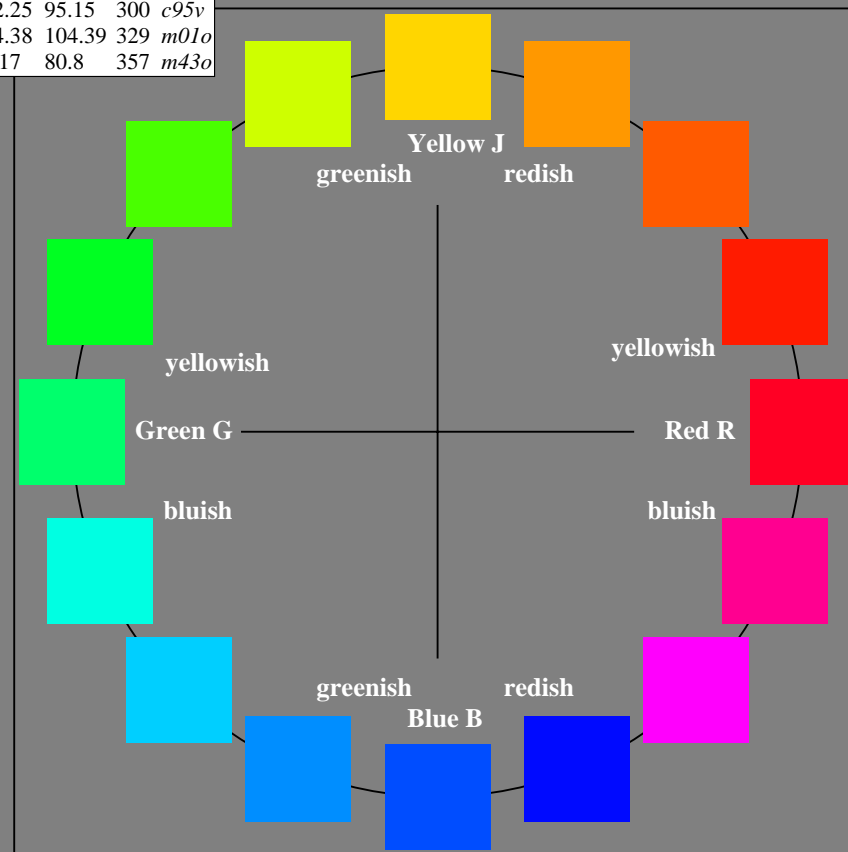 95.15 300 c95v
104.39 329 m01o
80.8 357 m43o
Yellow J
greenish redish
yellowish yellowish
Green G Red R
bluish bluish
greenish redish
Blue B